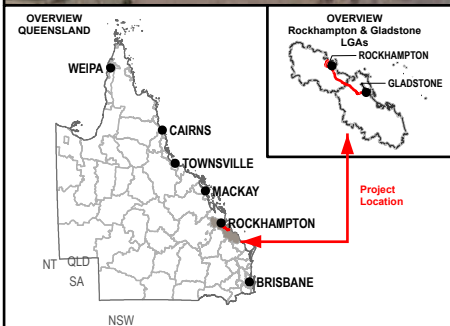 OVERVIEW
QUEENSLAND
WEIPA
CAIRNS
TOWNSVILLE
MACKAY
ROCKHAMPTON
BRISBANE
NT
QLD
SA
NSW
OVERVIEW
Rockhampton & Gladstone
LGAs
ROCKHAMPTON
GLADSTONE
Project
Location